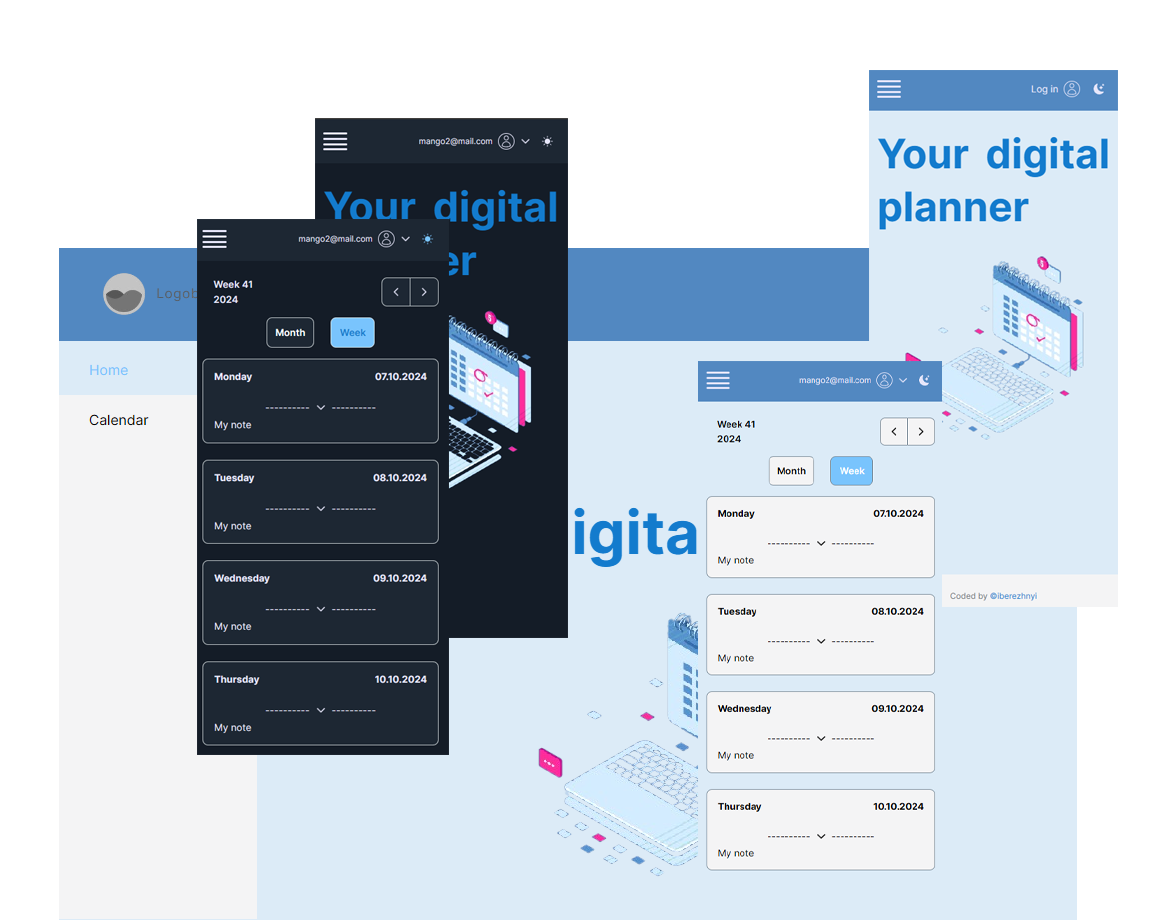 Log in
Your digital
planner
mango2@mail.com
Your digital
er
mango2@mail.com
Week 41
2024
Month
Week
Monday
07.10.2024
---------- ----------
My note
Tuesday
08.10.2024
---------- ----------
My note
Wednesday
09.10.2024
---------- ----------
My note
Thursday
10.10.2024
---------- ----------
My note
Home
Calendar
igita
mango2@mail.com
Week 41
2024
Month
Week
Monday
07.10.2024
---------- ----------
My note
Tuesday
08.10.2024
---------- ----------
My note
Wednesday
09.10.2024
---------- ----------
My note
Thursday
10.10.2024
---------- ----------
My note
Coded by @iberezhnyi